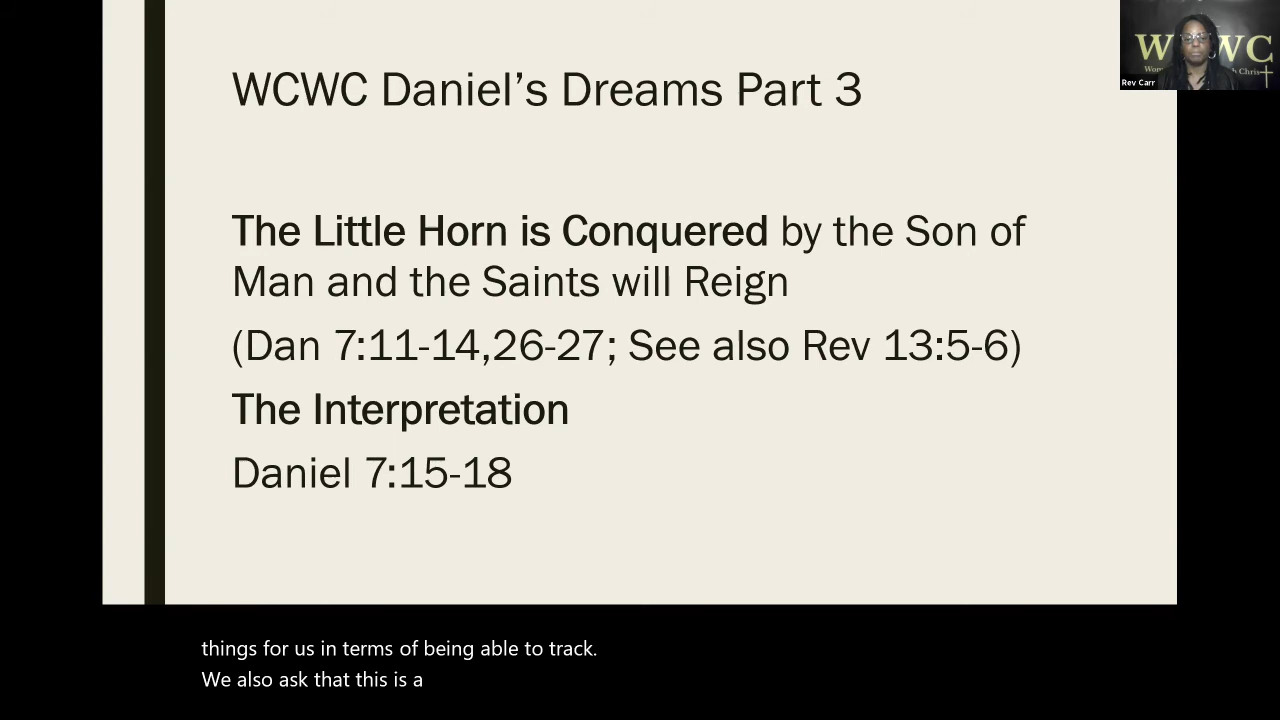 WCWC Daniel’s Dreams Part 3
The Little Horn is Conquered by the Son of
Man and the Saints will Reign
(Dan 7:11-14,26-27; See also Rev 13:5-6)
The Interpretation
Daniel 7:15-18
Rev Carr
things for us in terms of being able to track.
We also ask that this is a